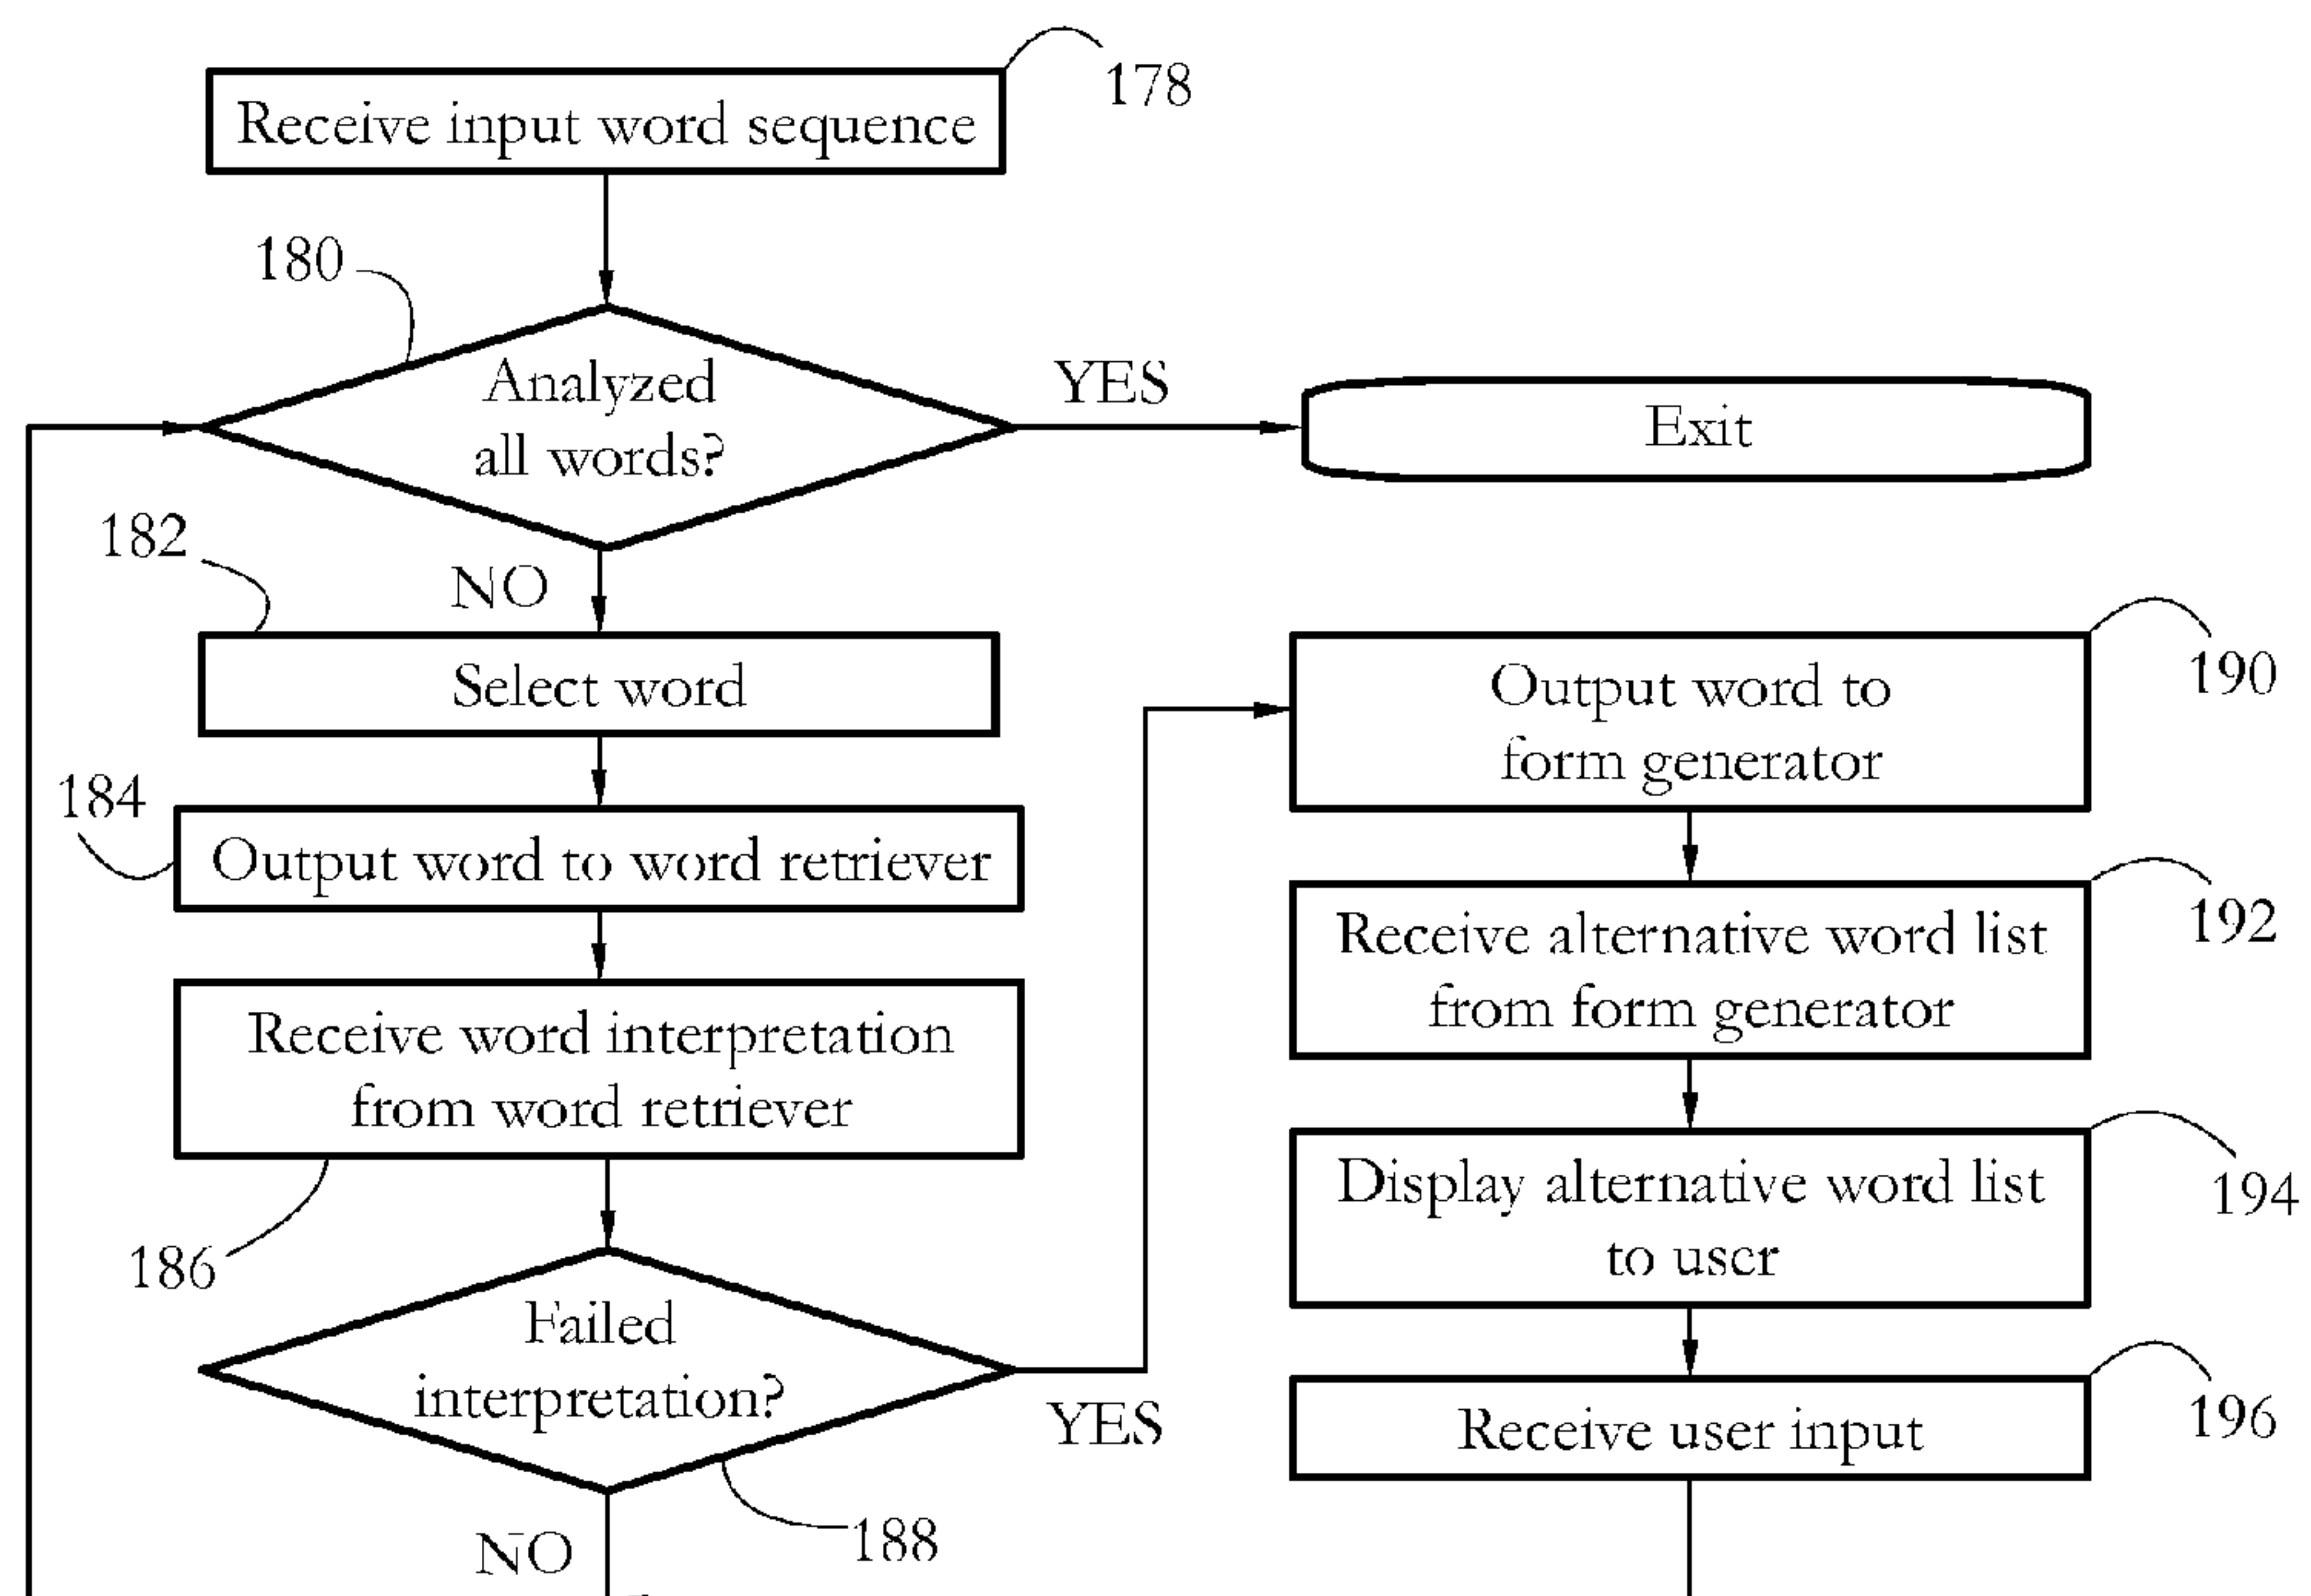 178
Receive input word sequence
180
Analyzed
all words?
YES
Exit
NO
182
Select word
184
Output word to word retriever
Receive word interpretation
from word retriever
186
Failed
interpretation?
YES
188
NO
Output word to
form generator
190
Receive alternative word list
from form generator
192
Display alternative word list
to user
194
Receive user input
196